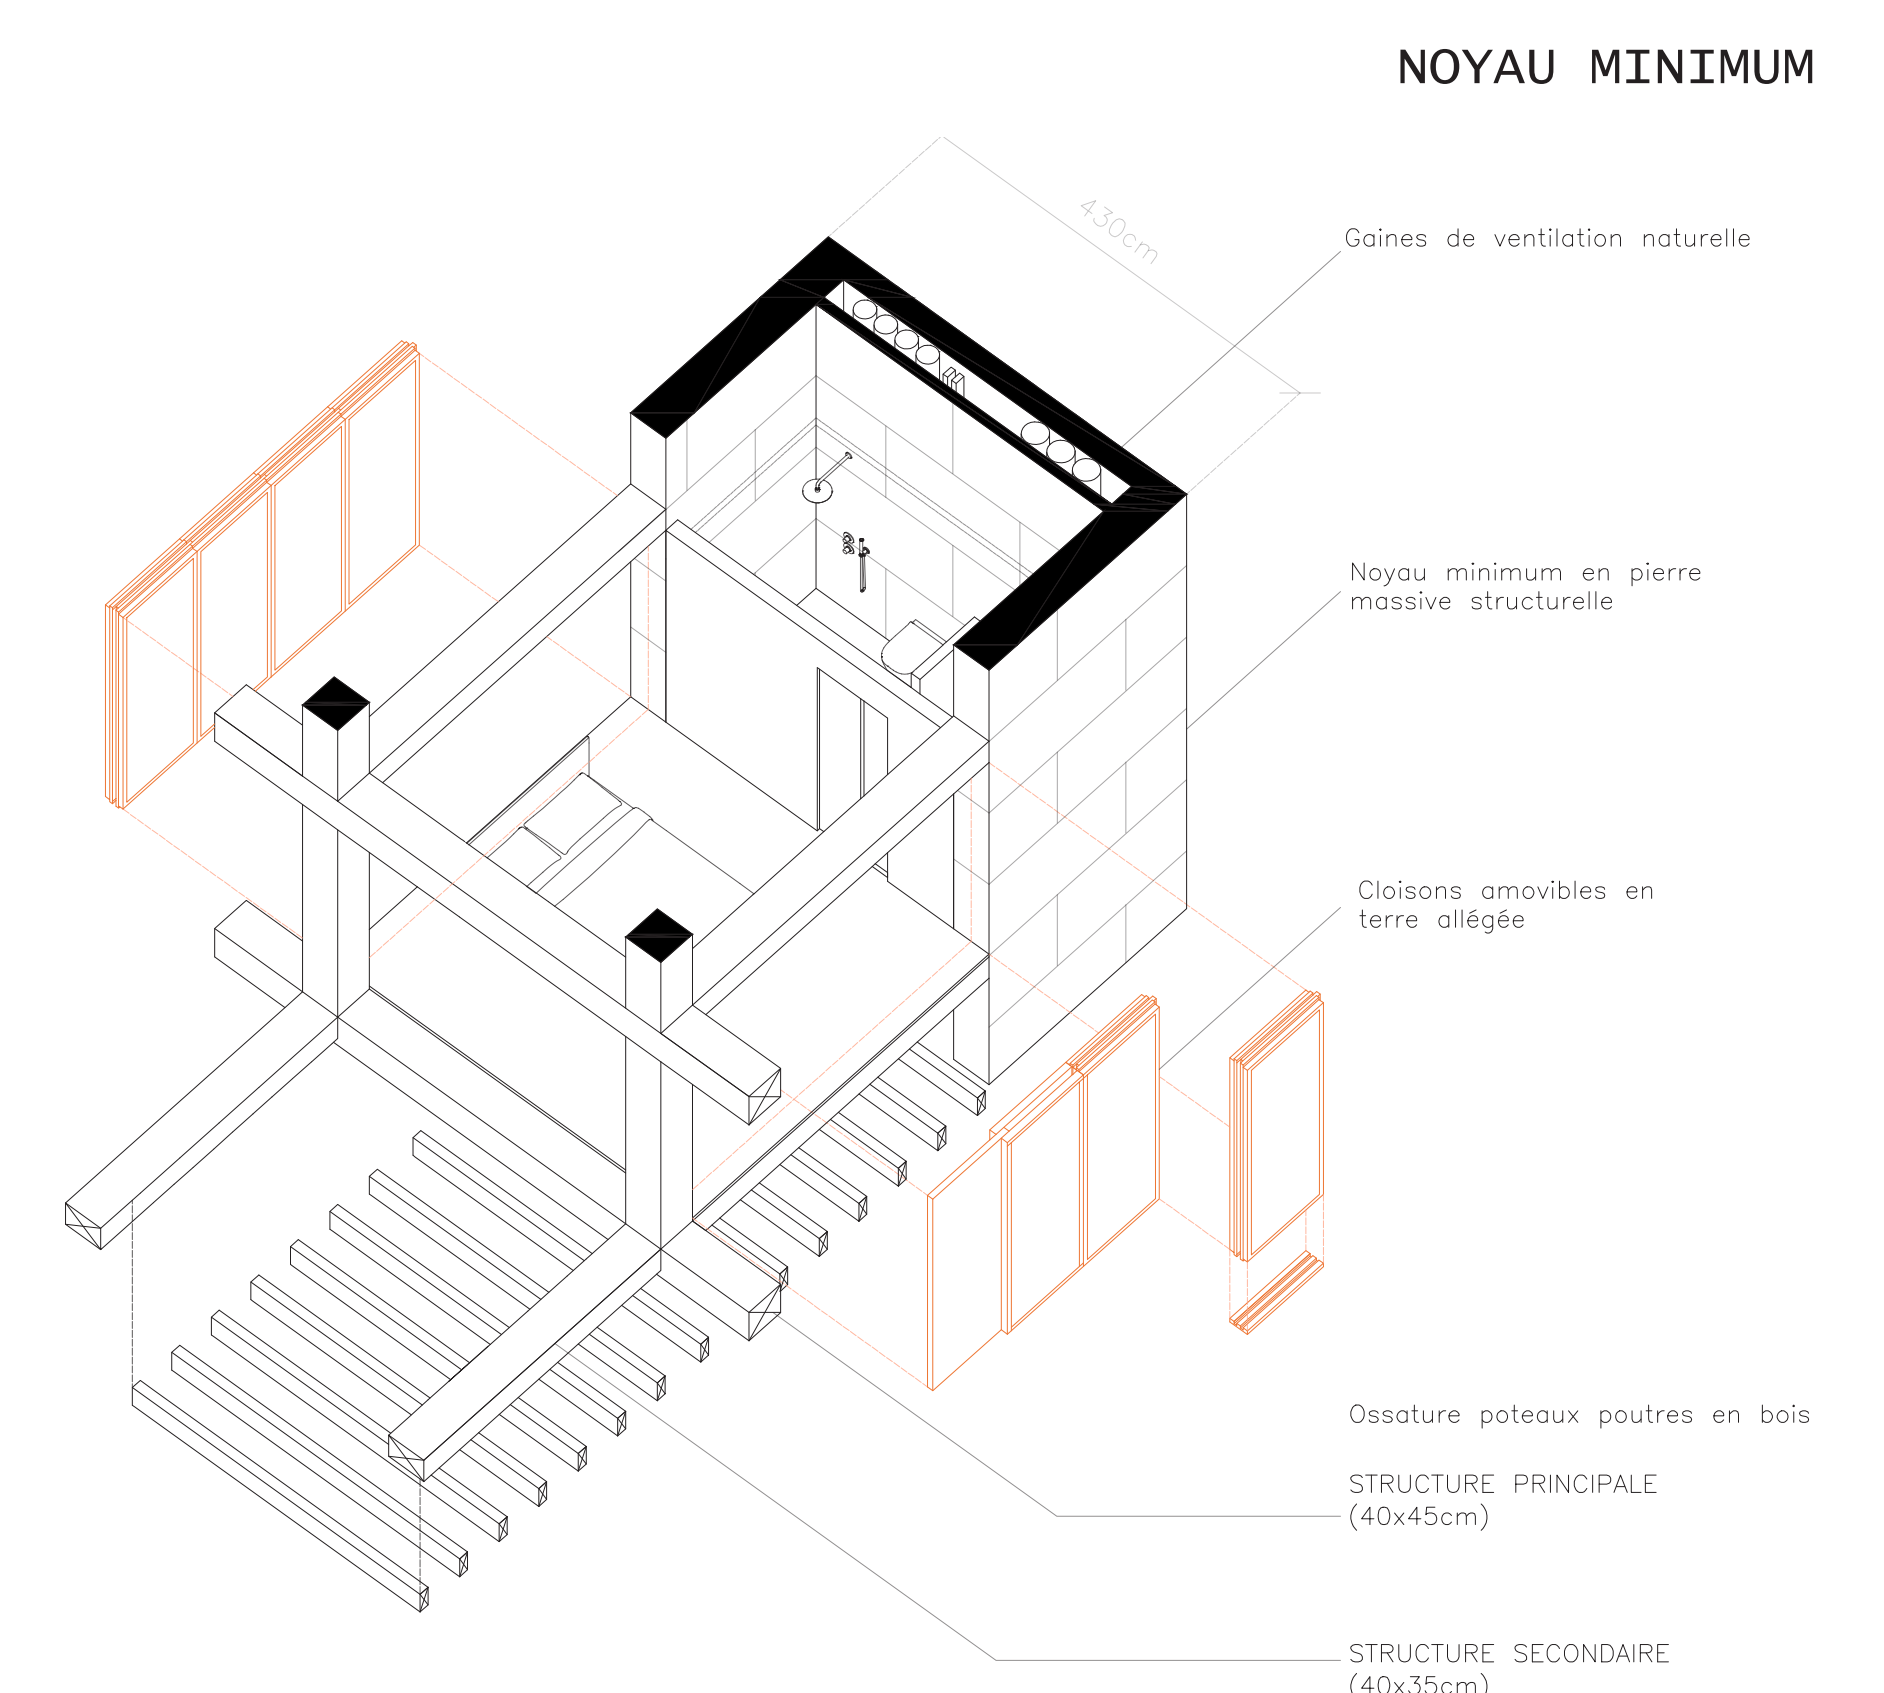 NOYAU MINIMUM
430cm
Gaines de ventilation naturelle
Noyau minimum en pierre
massive structurelle
Cloisons amovibles en
terre allégée
Ossature poteaux poutres en bois
STRUCTURE PRINCIPALE
(40x45cm)
STRUCTURE SECONDAIRE
(40x35cm)